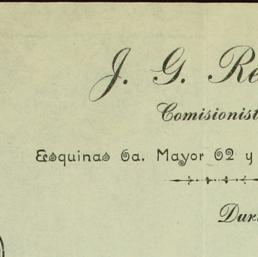 J. G. Re
Comisionist
Esquinas 6a. Mayor 62 y
Dur